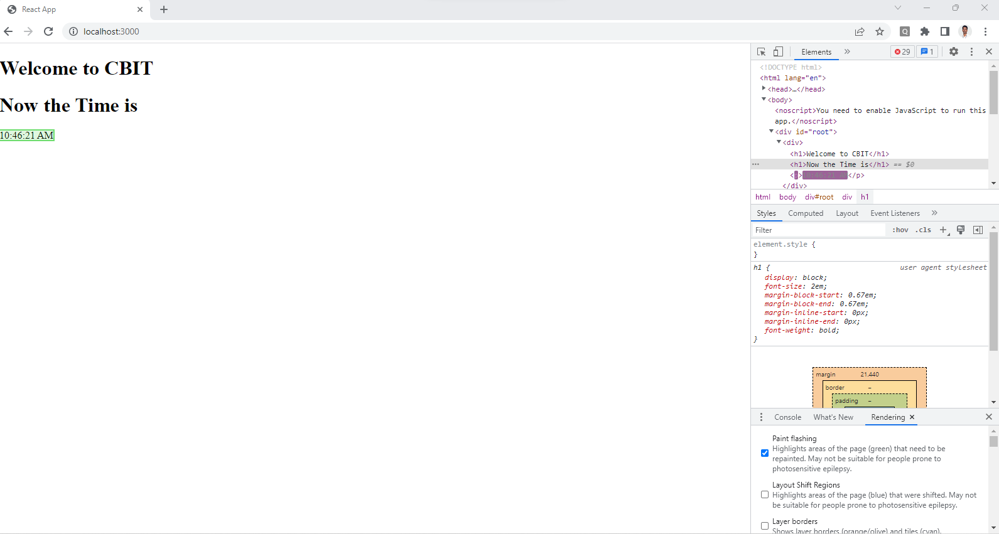 React App
localhost:3000
Welcome to CBIT
Now the Time is
10:46:21 AM
Elements
29
1
<!DOCTYPE html>
<html lang="en">
<head>…</head>
<body>
<noscript>You need to enable JavaScript to run this
app.</noscript>
<div id="root">
<div>
<h1>Welcome to CBIT</h1>
<h1>Now the Time is</h1> == $0
</p>
</div>
html body div#root div h1
Styles Computed Layout Event Listeners
Filter
:hov .cls
element.style {
}
h1 { user agent stylesheet
display: block;
font-size: 2em;
margin-block-start: 0.67em;
margin-block-end: 0.67em;
margin-inline-start: 0px;
margin-inline-end: 0px;
font-weight: bold;
}
margin 21.440
border –
padding –
Console What's New Rendering
Paint flashing
Highlights areas of the page (green) that need to be
repainted. May not be suitable for people prone to
photosensitive epilepsy.
Layout Shift Regions
Highlights areas of the page (blue) that were shifted. May not
be suitable for people prone to photosensitive epilepsy.
Layer borders
Shows layer borders (orange/olive) and tiles (cyan).